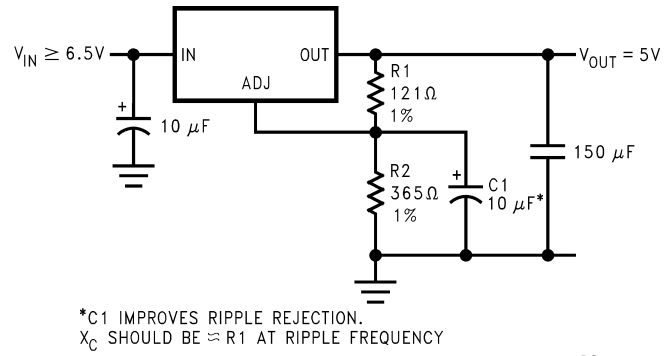 V_IN ≥ 6.5V
IN
OUT
ADJ
V_OUT = 5V
+
10 μF
R1
121Ω
1%
R2
365Ω
1%
+
C1
10 μF*
150 μF
*C1 IMPROVES RIPPLE REJECTION.
X_C SHOULD BE ≈ R1 AT RIPPLE FREQUENCY